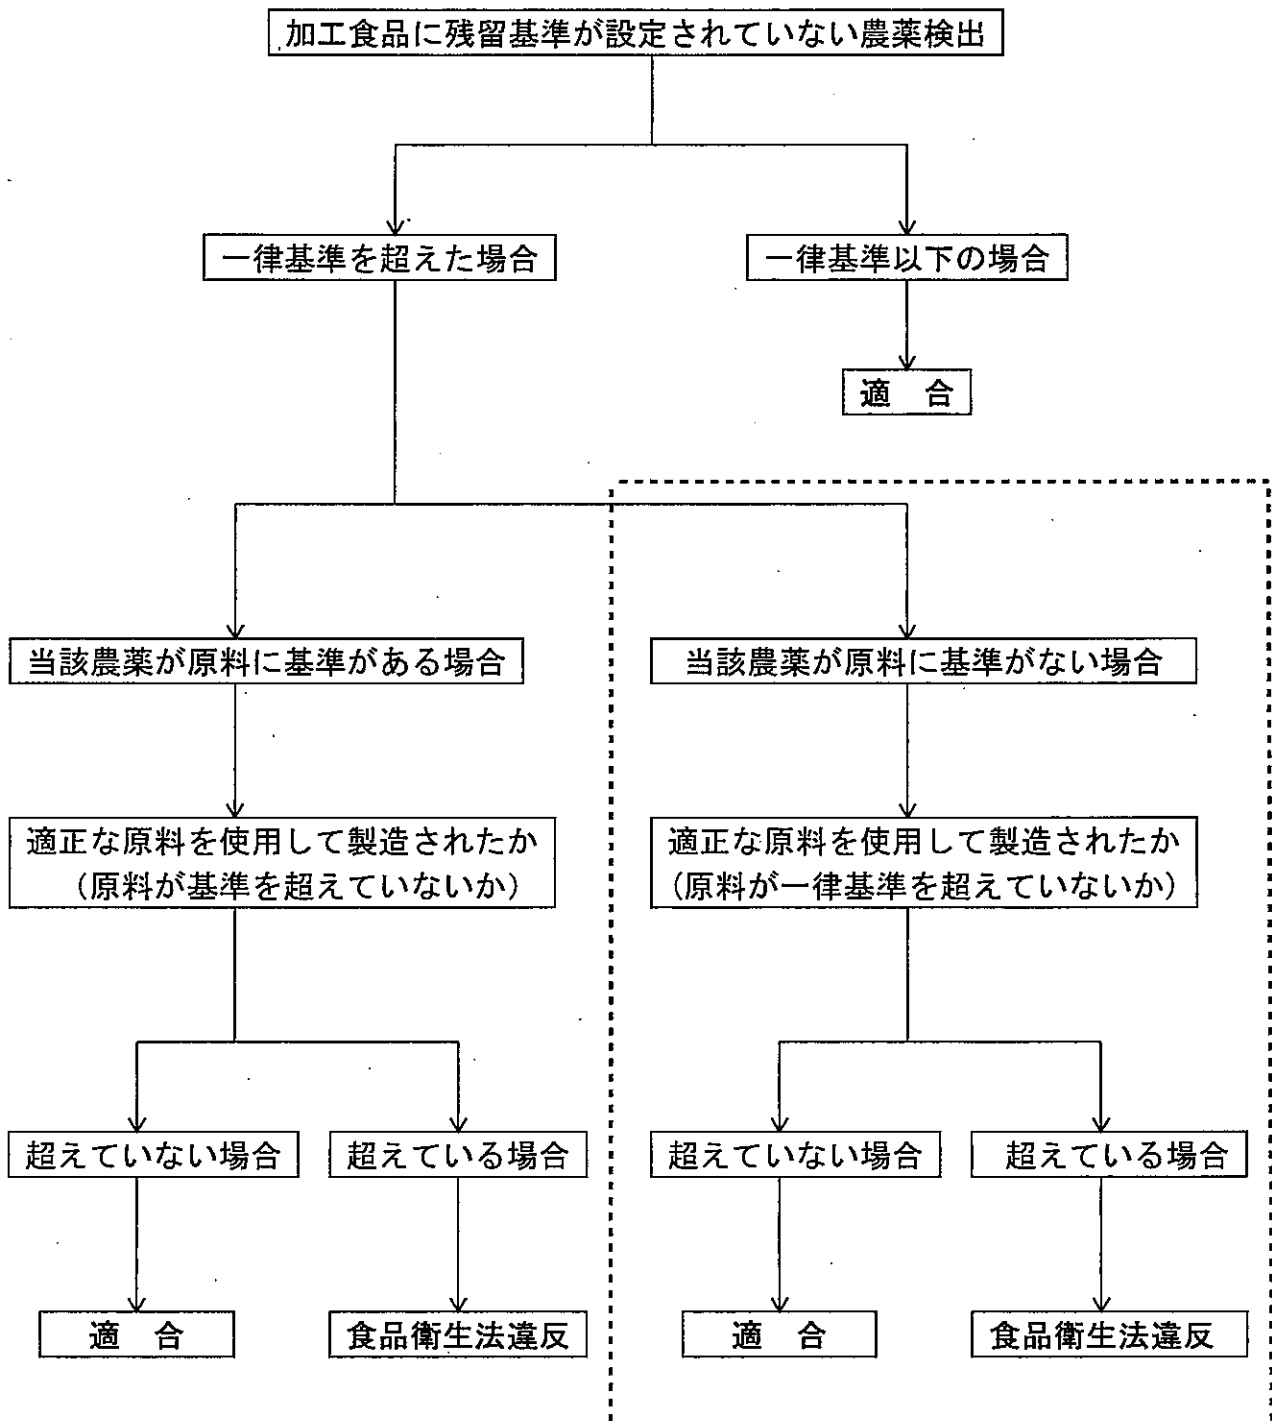 加工食品に残留基準が設定されていない農薬検出
一律基準を超えた場合
一律基準以下の場合
適　合
当該農薬が原料に基準がある場合
当該農薬が原料に基準がない場合
適正な原料を使用して製造されたか
（原料が基準を超えていないか）
適正な原料を使用して製造されたか
（原料が一律基準を超えていないか）
超えていない場合
超えている場合
超えていない場合
超えている場合
適　合
食品衛生法違反
適　合
食品衛生法違反